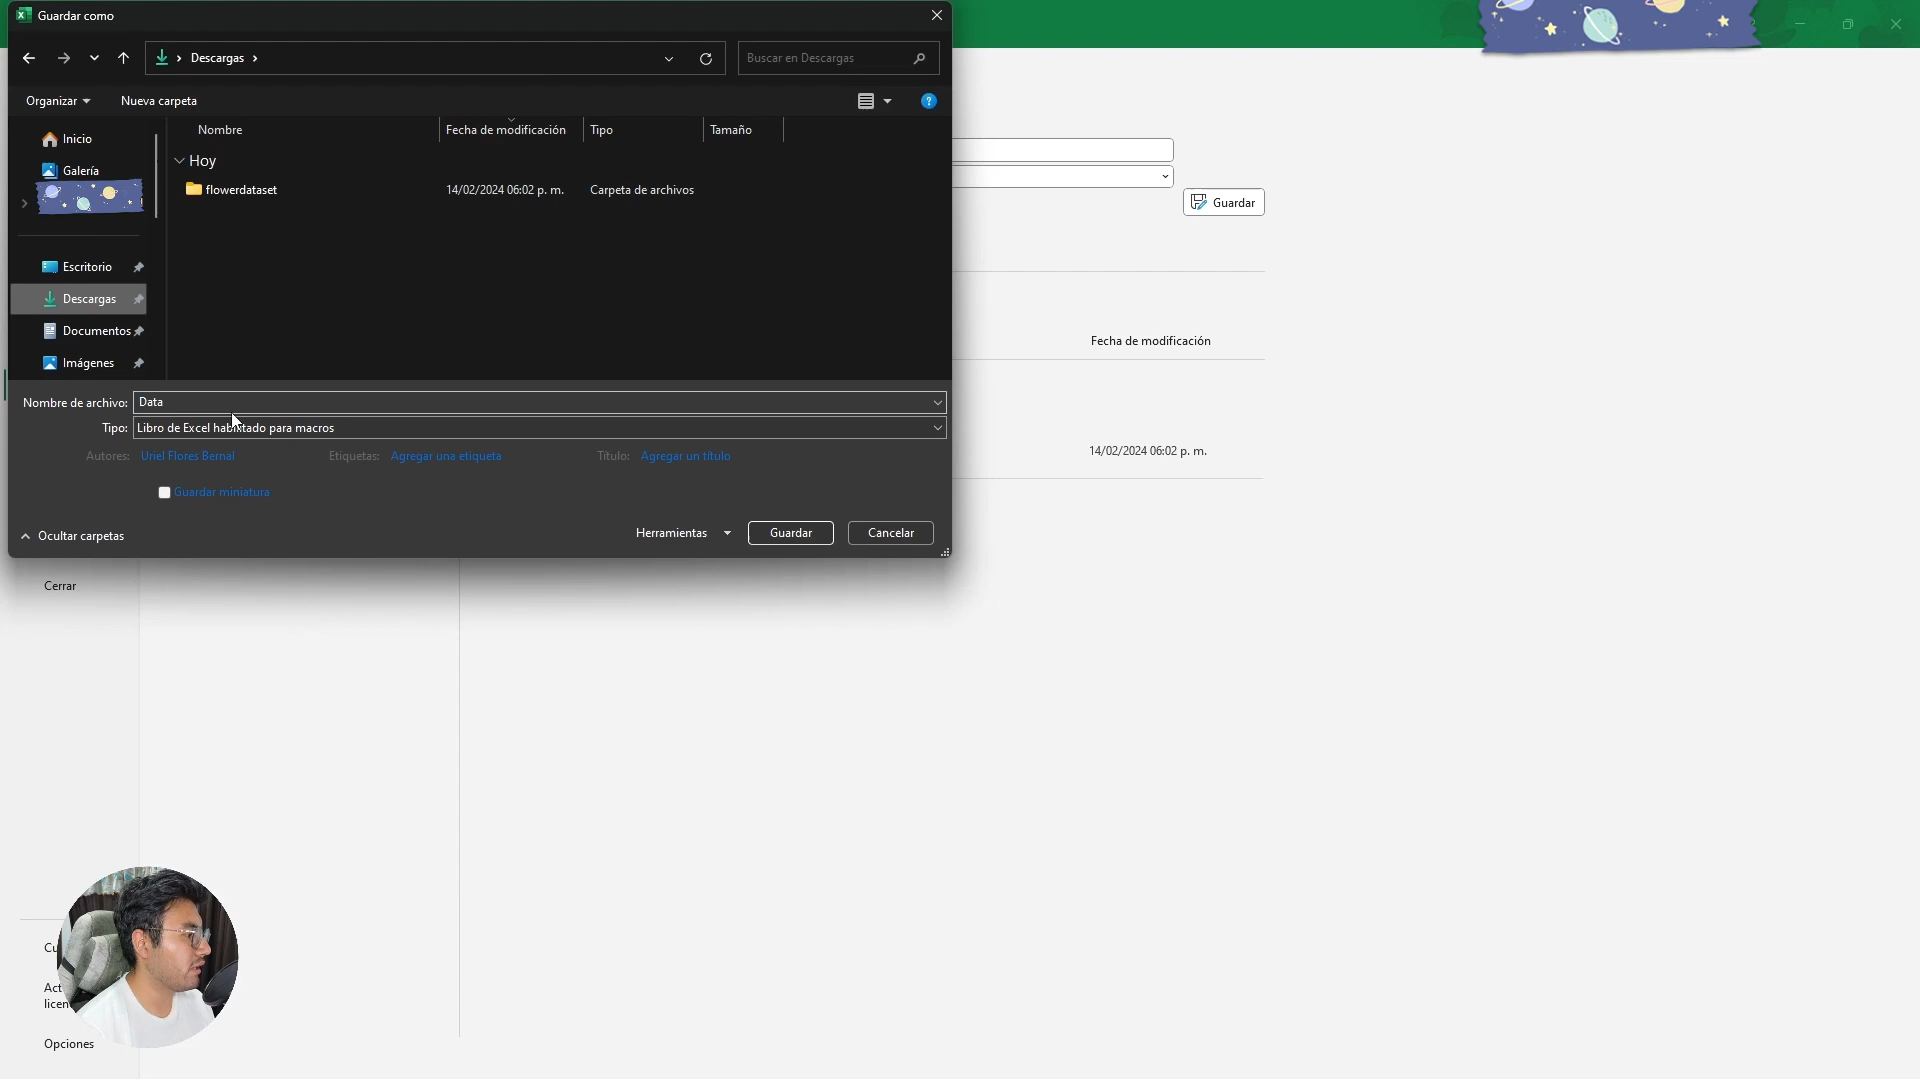 Guardar como
Descargas
Buscar en Descargas
Organizar
Nueva carpeta
Inicio
Galería
Escritorio
Descargas
Documentos
Imágenes
Nombre
Fecha de modificación
Tipo
Tamaño
Hoy
flowerdataset
14/02/2024 06:02 p. m.
Carpeta de archivos
Nombre de archivo: Data
Tipo: Libro de Excel habilitado para macros
Autores: Uriel Flores Bernal
Etiquetas: Agregar una etiqueta
Título: Agregar un título
Guardar miniatura
Ocultar carpetas
Herramientas
Guardar
Cancelar
Guardar
Fecha de modificación
14/02/2024 06:02 p. m.
Cerrar
Opciones